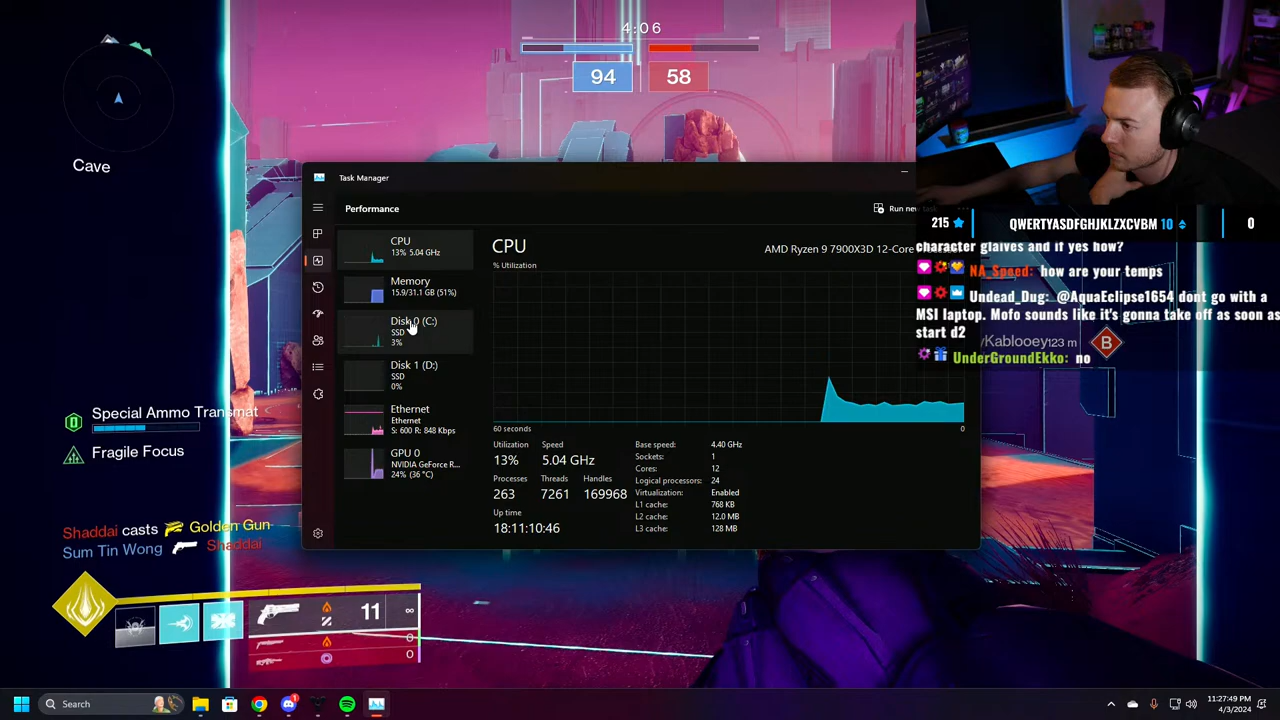 4:06
94
58
Cave
Task Manager
Performance
Run new task
CPU
13% 5.04 GHz
Memory
15.9/31.1 GB (51%)
Disk 0 (C:)
SSD
3%
Disk 1 (D:)
SSD
0%
Ethernet
Ethernet
S: 600 R: 848 Kbps
GPU 0
NVIDIA GeForce R...
24% (36 °C)
CPU
AMD Ryzen 9 7900X3D 12-Core
% Utilization
60 seconds
0
Utilization
Speed
13%
5.04 GHz
Processes
Threads
Handles
263
7261
169968
Up time
18:11:10:46
Base speed: 4.40 GHz
Sockets: 1
Cores: 12
Logical processors: 24
Virtualization: Enabled
L1 cache: 768 KB
L2 cache: 12.0 MB
L3 cache: 128 MB
215
QWERTYASDFGHJKLZXCVBM 10
0
character glaives and if yes how?
NA_Speed: how are your temps
Undead_Dug: @AquaEclipse1654 dont go with a
MSI laptop. Mofo sounds like it's gonna take off as soon as
start d2
yKablooey 123 m
B
UnderGroundEkko: no
Special Ammo Transmat
Fragile Focus
Shaddai casts Golden Gun
Sum Tin Wong Shaddai
11
∞
0
0
Search
1
11:27:49 PM
4/3/2024